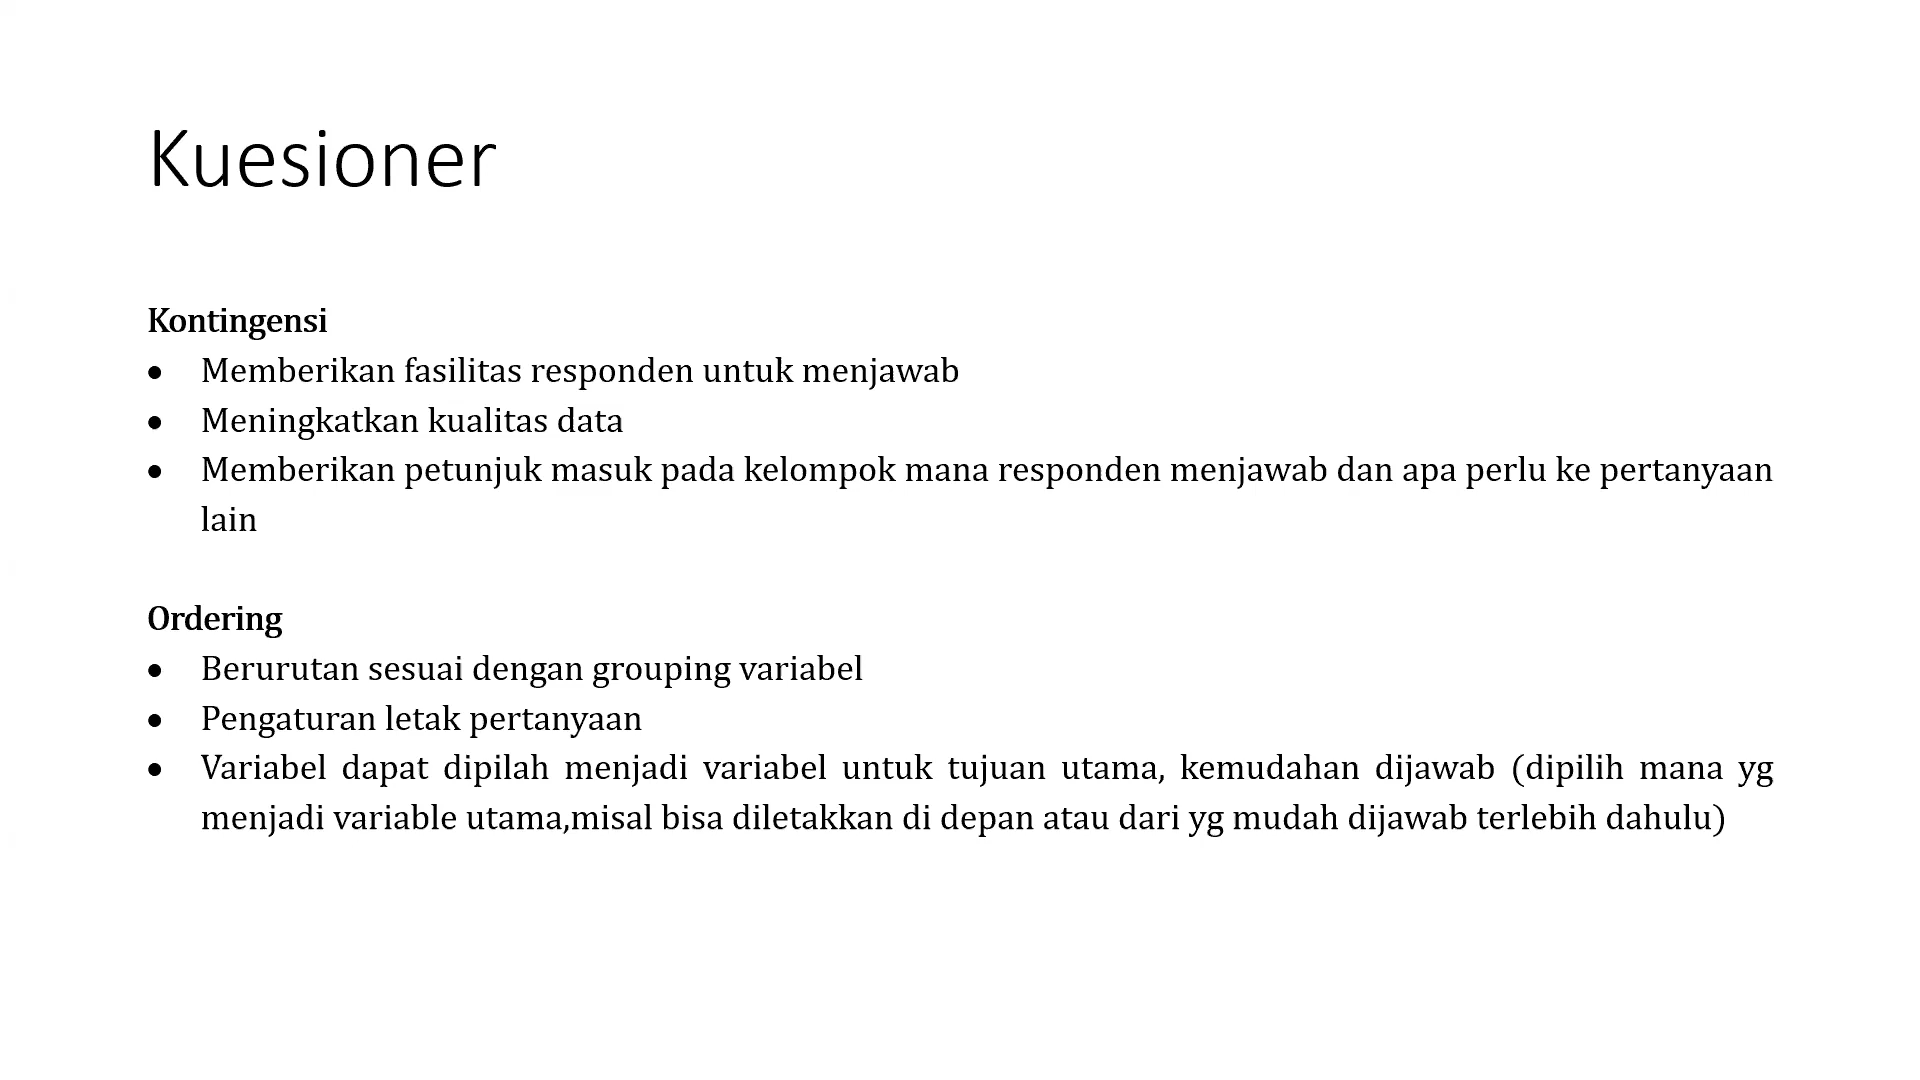 Kuesioner
Kontingensi
• Memberikan fasilitas responden untuk menjawab
• Meningkatkan kualitas data
• Memberikan petunjuk masuk pada kelompok mana responden menjawab dan apa perlu ke pertanyaan
lain
Ordering
• Berurutan sesuai dengan grouping variabel
• Pengaturan letak pertanyaan
• Variabel dapat dipilah menjadi variabel untuk tujuan utama, kemudahan dijawab (dipilih mana yg
menjadi variable utama,misal bisa diletakkan di depan atau dari yg mudah dijawab terlebih dahulu)